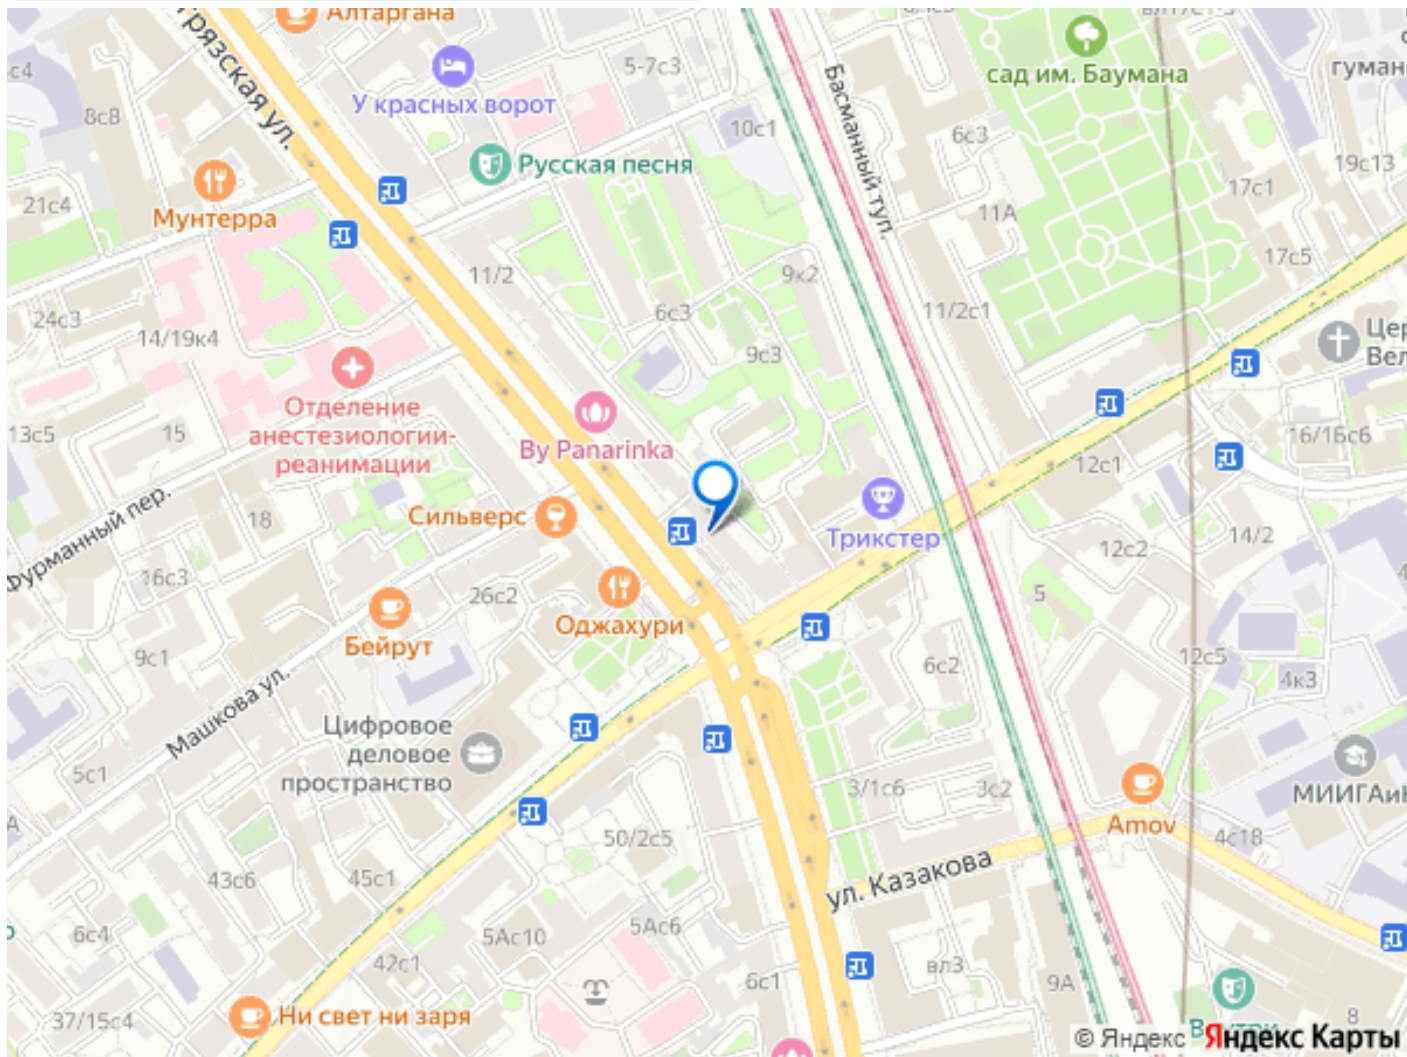 Алтаргана
5-7с3
сад им. Баумана
гуман
с4
8с8
У красных ворот
10с1
6с3
Басманный туп.
Русская песня
19с13
17с1
21с4
Мунтерра
11А
17с5
11/2
9к2
24с3
6с3
11/2с1
14/19к4
9с3
Цер
Вел
Отделение
анестезиологии-
реанимации
13с5
15
By Panarinka
16/16с6
12с1
Фурманный пер.
18
Сильверс
Трикстер
12с2
14/2
16с3
26с2
5
Оджахури
Бейрут
9с1
6с2
12с5
4к3
Машкова ул.
Цифровое
деловое
пространство
5с1
3/1с6
3с2
МИИГАиК
Amov
4с18
50/2с5
ул. Казакова
43с6
45с1
6с4
5Ас10
5Ас6
42с1
6с1
вл3
9А
37/15с4
Ни свет ни заря
8
© Яндекс
Яндекс Карты